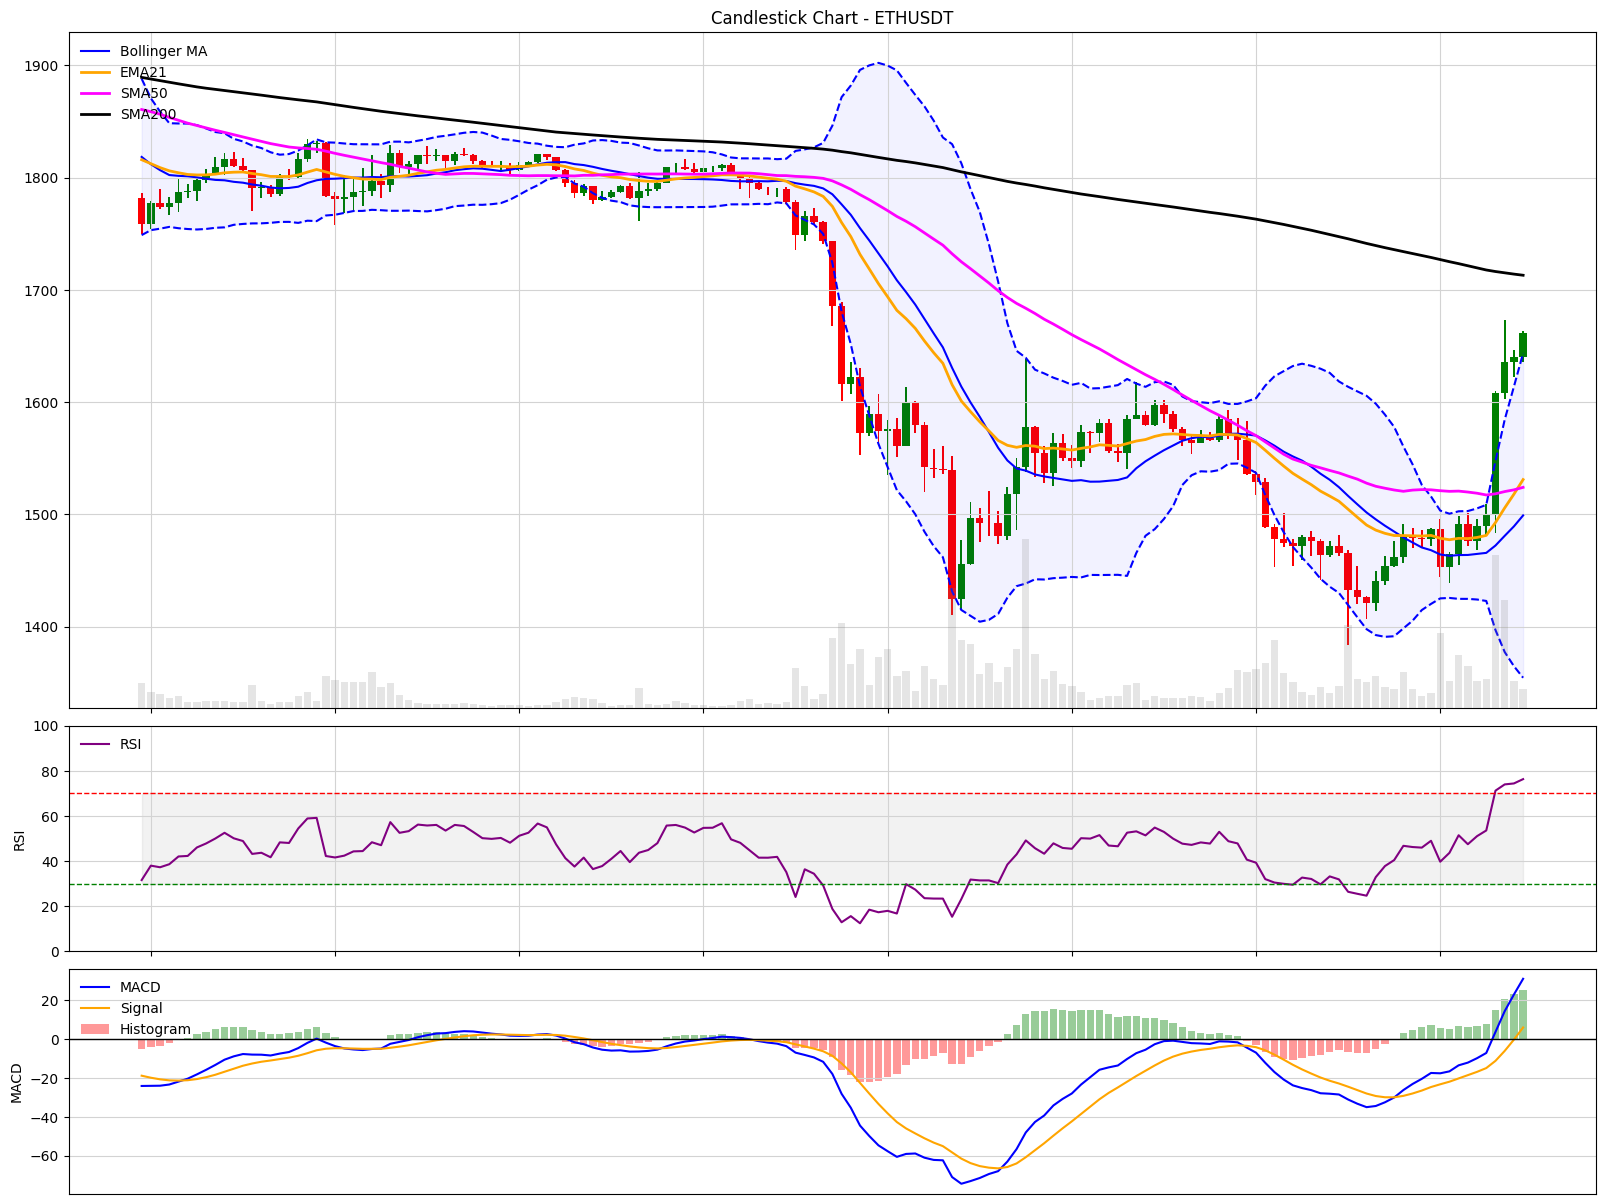 Candlestick Chart - ETHUSDT
Bollinger MA
EMA21
SMA50
SMA200
1900
1800
1700
1600
1500
1400
RSI
100
80
60
40
20
0
RSI
MACD
Signal
Histogram
20
0
−20
−40
−60
MACD